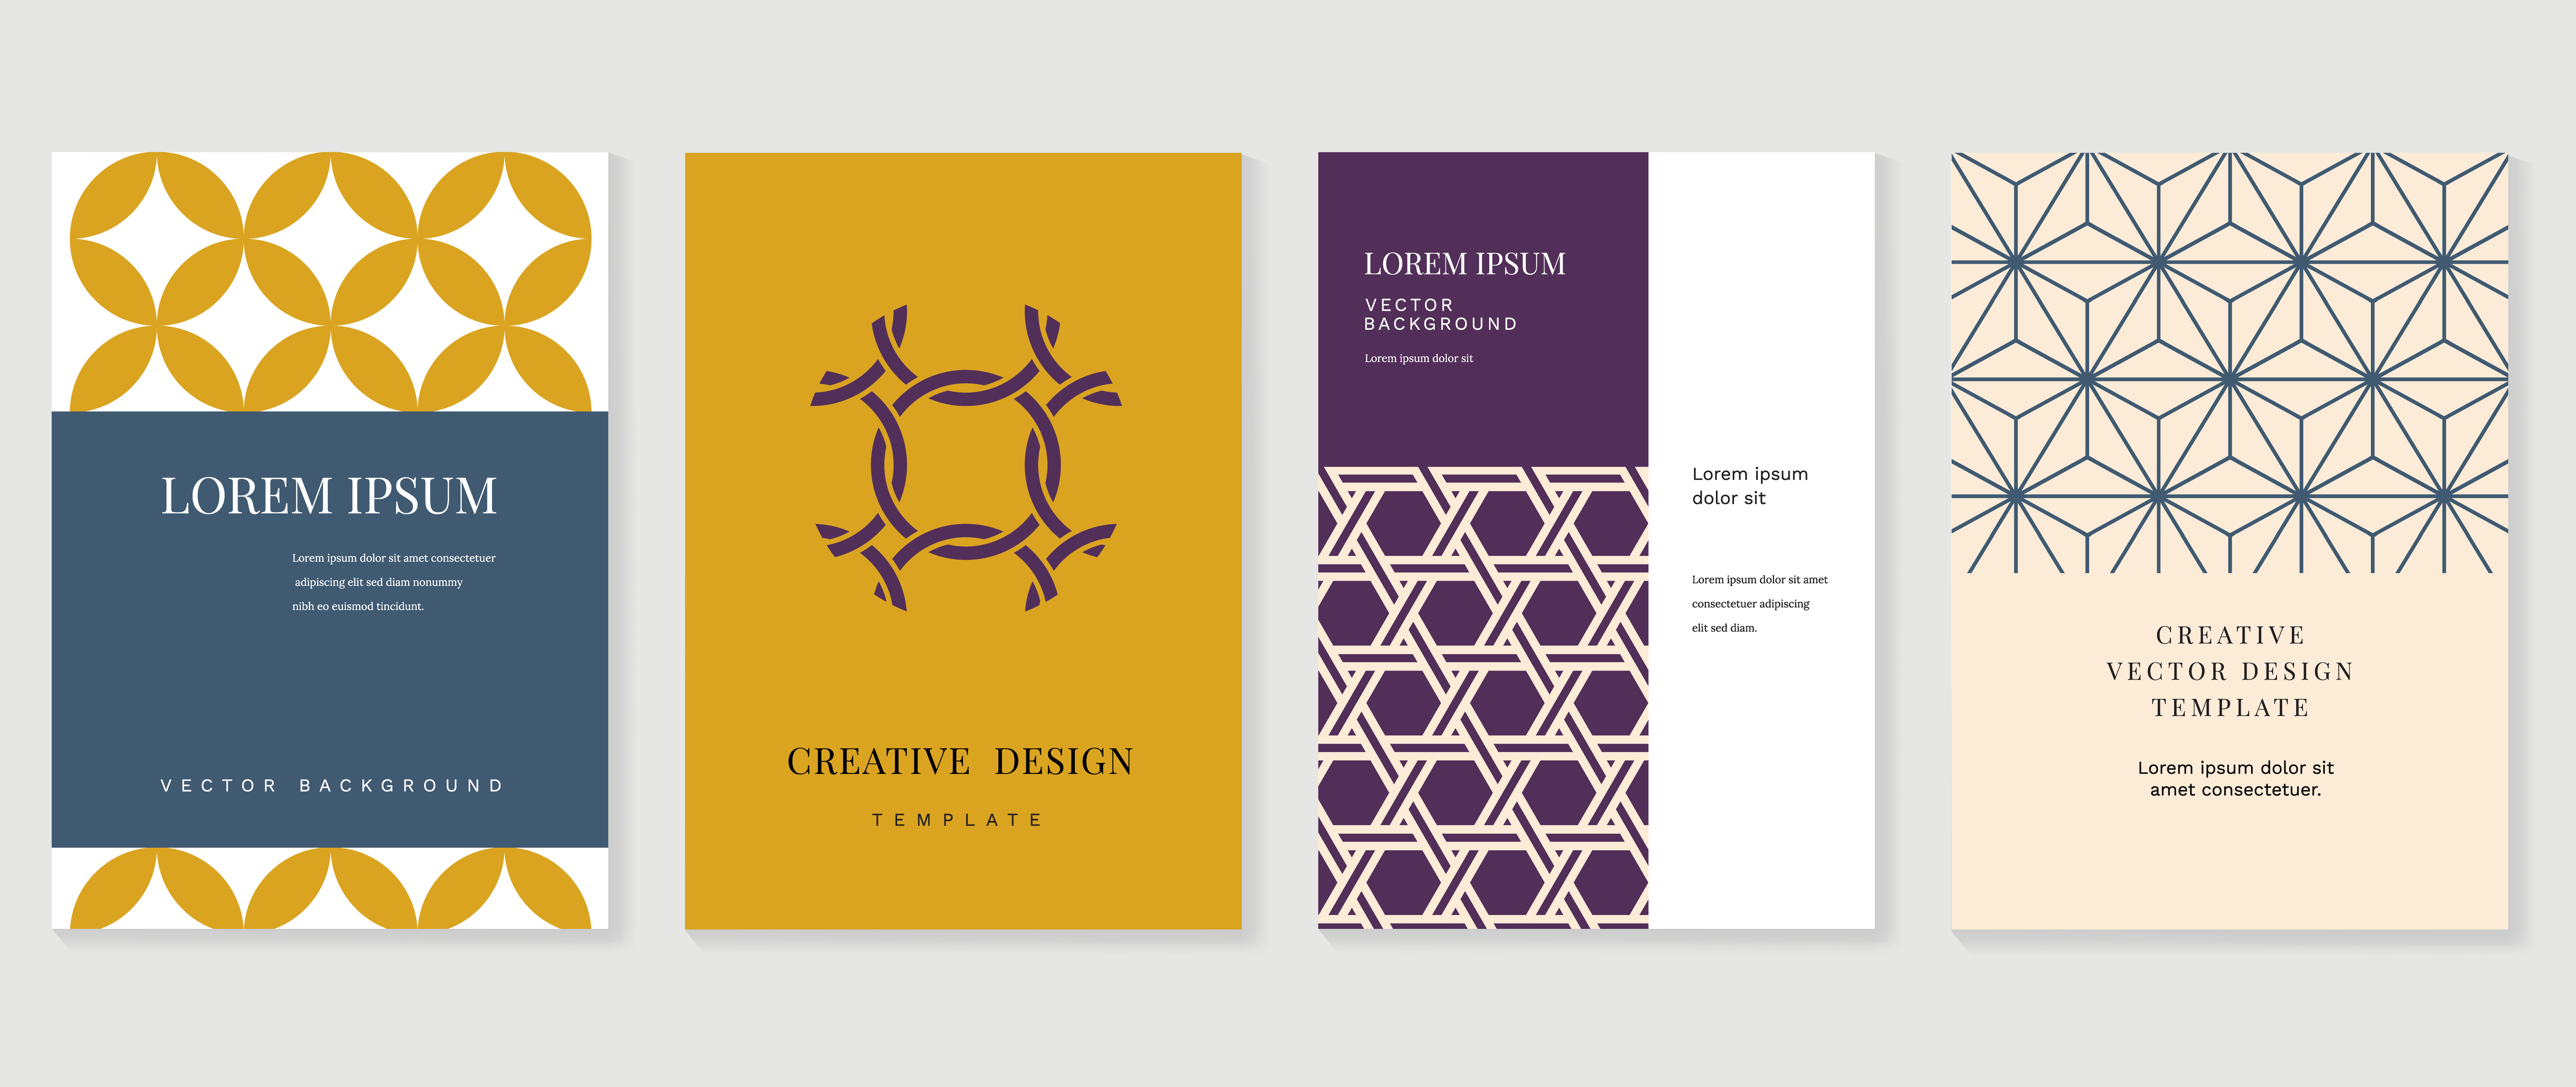 LOREM IPSUM
Lorem ipsum dolor sit amet consectetuer
adipiscing elit sed diam nonummy
nibh eo euismod tincidunt.
VECTOR BACKGROUND
CREATIVE DESIGN
TEMPLATE
LOREM IPSUM
VECTOR
BACKGROUND
Lorem ipsum dolor sit
Lorem ipsum
dolor sit
Lorem ipsum dolor sit amet
consectetuer adipiscing
elit sed diam.
CREATIVE
VECTOR DESIGN
TEMPLATE
Lorem ipsum dolor sit
amet consectetuer.